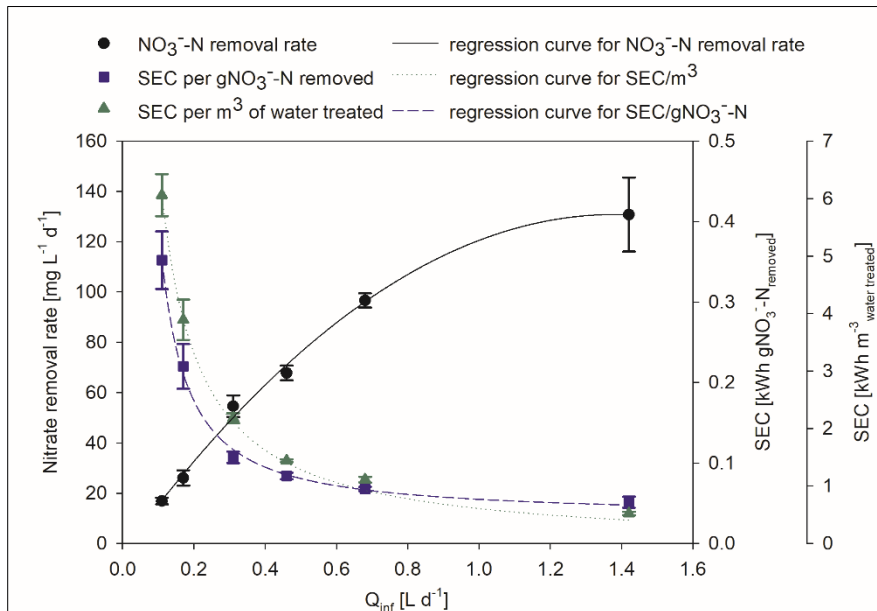 NO₃⁻-N removal rate
regression curve for NO₃⁻-N removal rate
SEC per gNO₃⁻-N removed
regression curve for SEC/m³
SEC per m³ of water treated
regression curve for SEC/gNO₃⁻-N
160
140
120
100
80
60
40
20
0
Nitrate removal rate [mg L⁻¹ d⁻¹]
0.5
0.4
0.3
0.2
0.1
0.0
SEC [kWh gNO₃⁻-N_removed]
7
6
5
4
3
2
1
0
SEC [kWh m⁻³ water treated]
0.0 0.2 0.4 0.6 0.8 1.0 1.2 1.4 1.6
Q_inf [L d⁻¹]